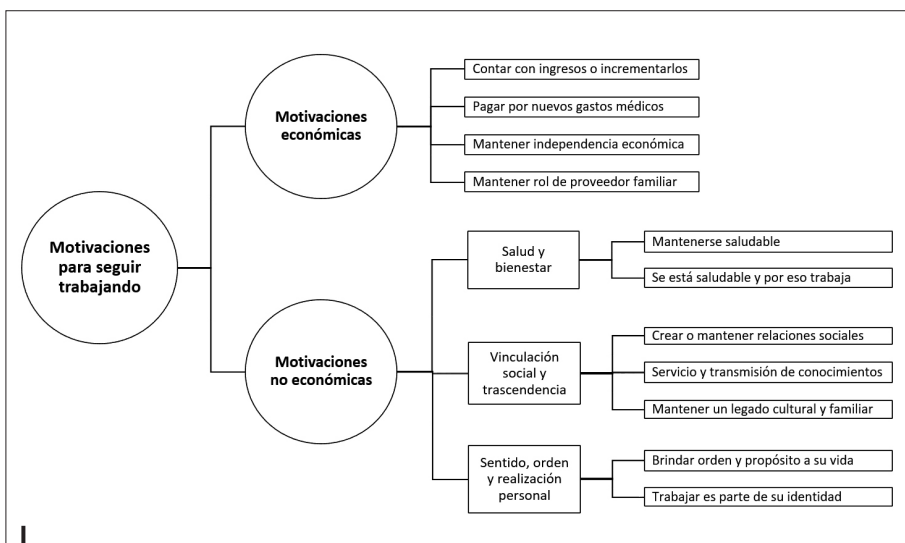 Motivaciones
para seguir
trabajando
Motivaciones
económicas
Contar con ingresos o incrementarlos
Pagar por nuevos gastos médicos
Mantener independencia económica
Mantener rol de proveedor familiar
Motivaciones
no económicas
Salud y
bienestar
Mantenerse saludable
Se está saludable y por eso trabaja
Vinculación
social y
trascendencia
Crear o mantener relaciones sociales
Servicio y transmisión de conocimientos
Mantener un legado cultural y familiar
Sentido, orden
y realización
personal
Brindar orden y propósito a su vida
Trabajar es parte de su identidad